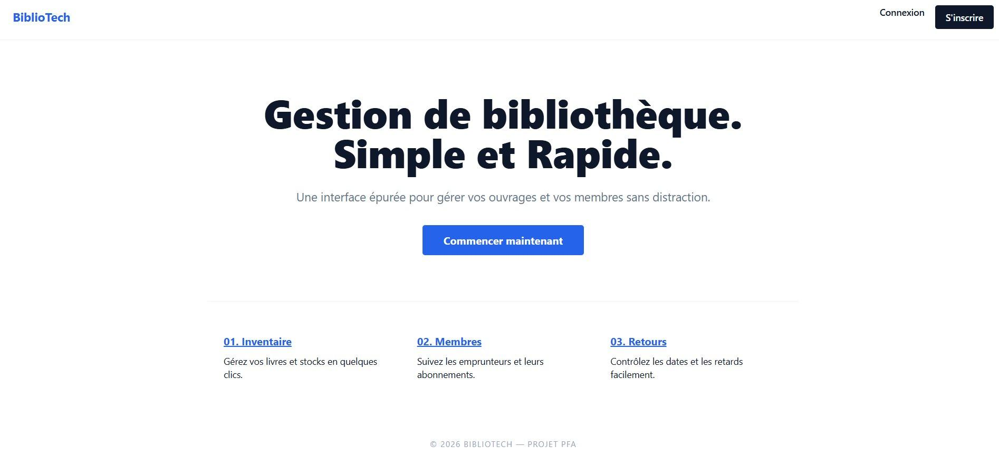 BiblioTech
Connexion
S'inscrire
Gestion de bibliothèque.
Simple et Rapide.
Une interface épurée pour gérer vos ouvrages et vos membres sans distraction.
Commencer maintenant
01. Inventaire
Gérez vos livres et stocks en quelques
clics.
02. Membres
Suivez les emprunteurs et leurs
abonnements.
03. Retours
Contrôlez les dates et les retards
facilement.
© 2026 BIBLIOTECH — PROJET PFA